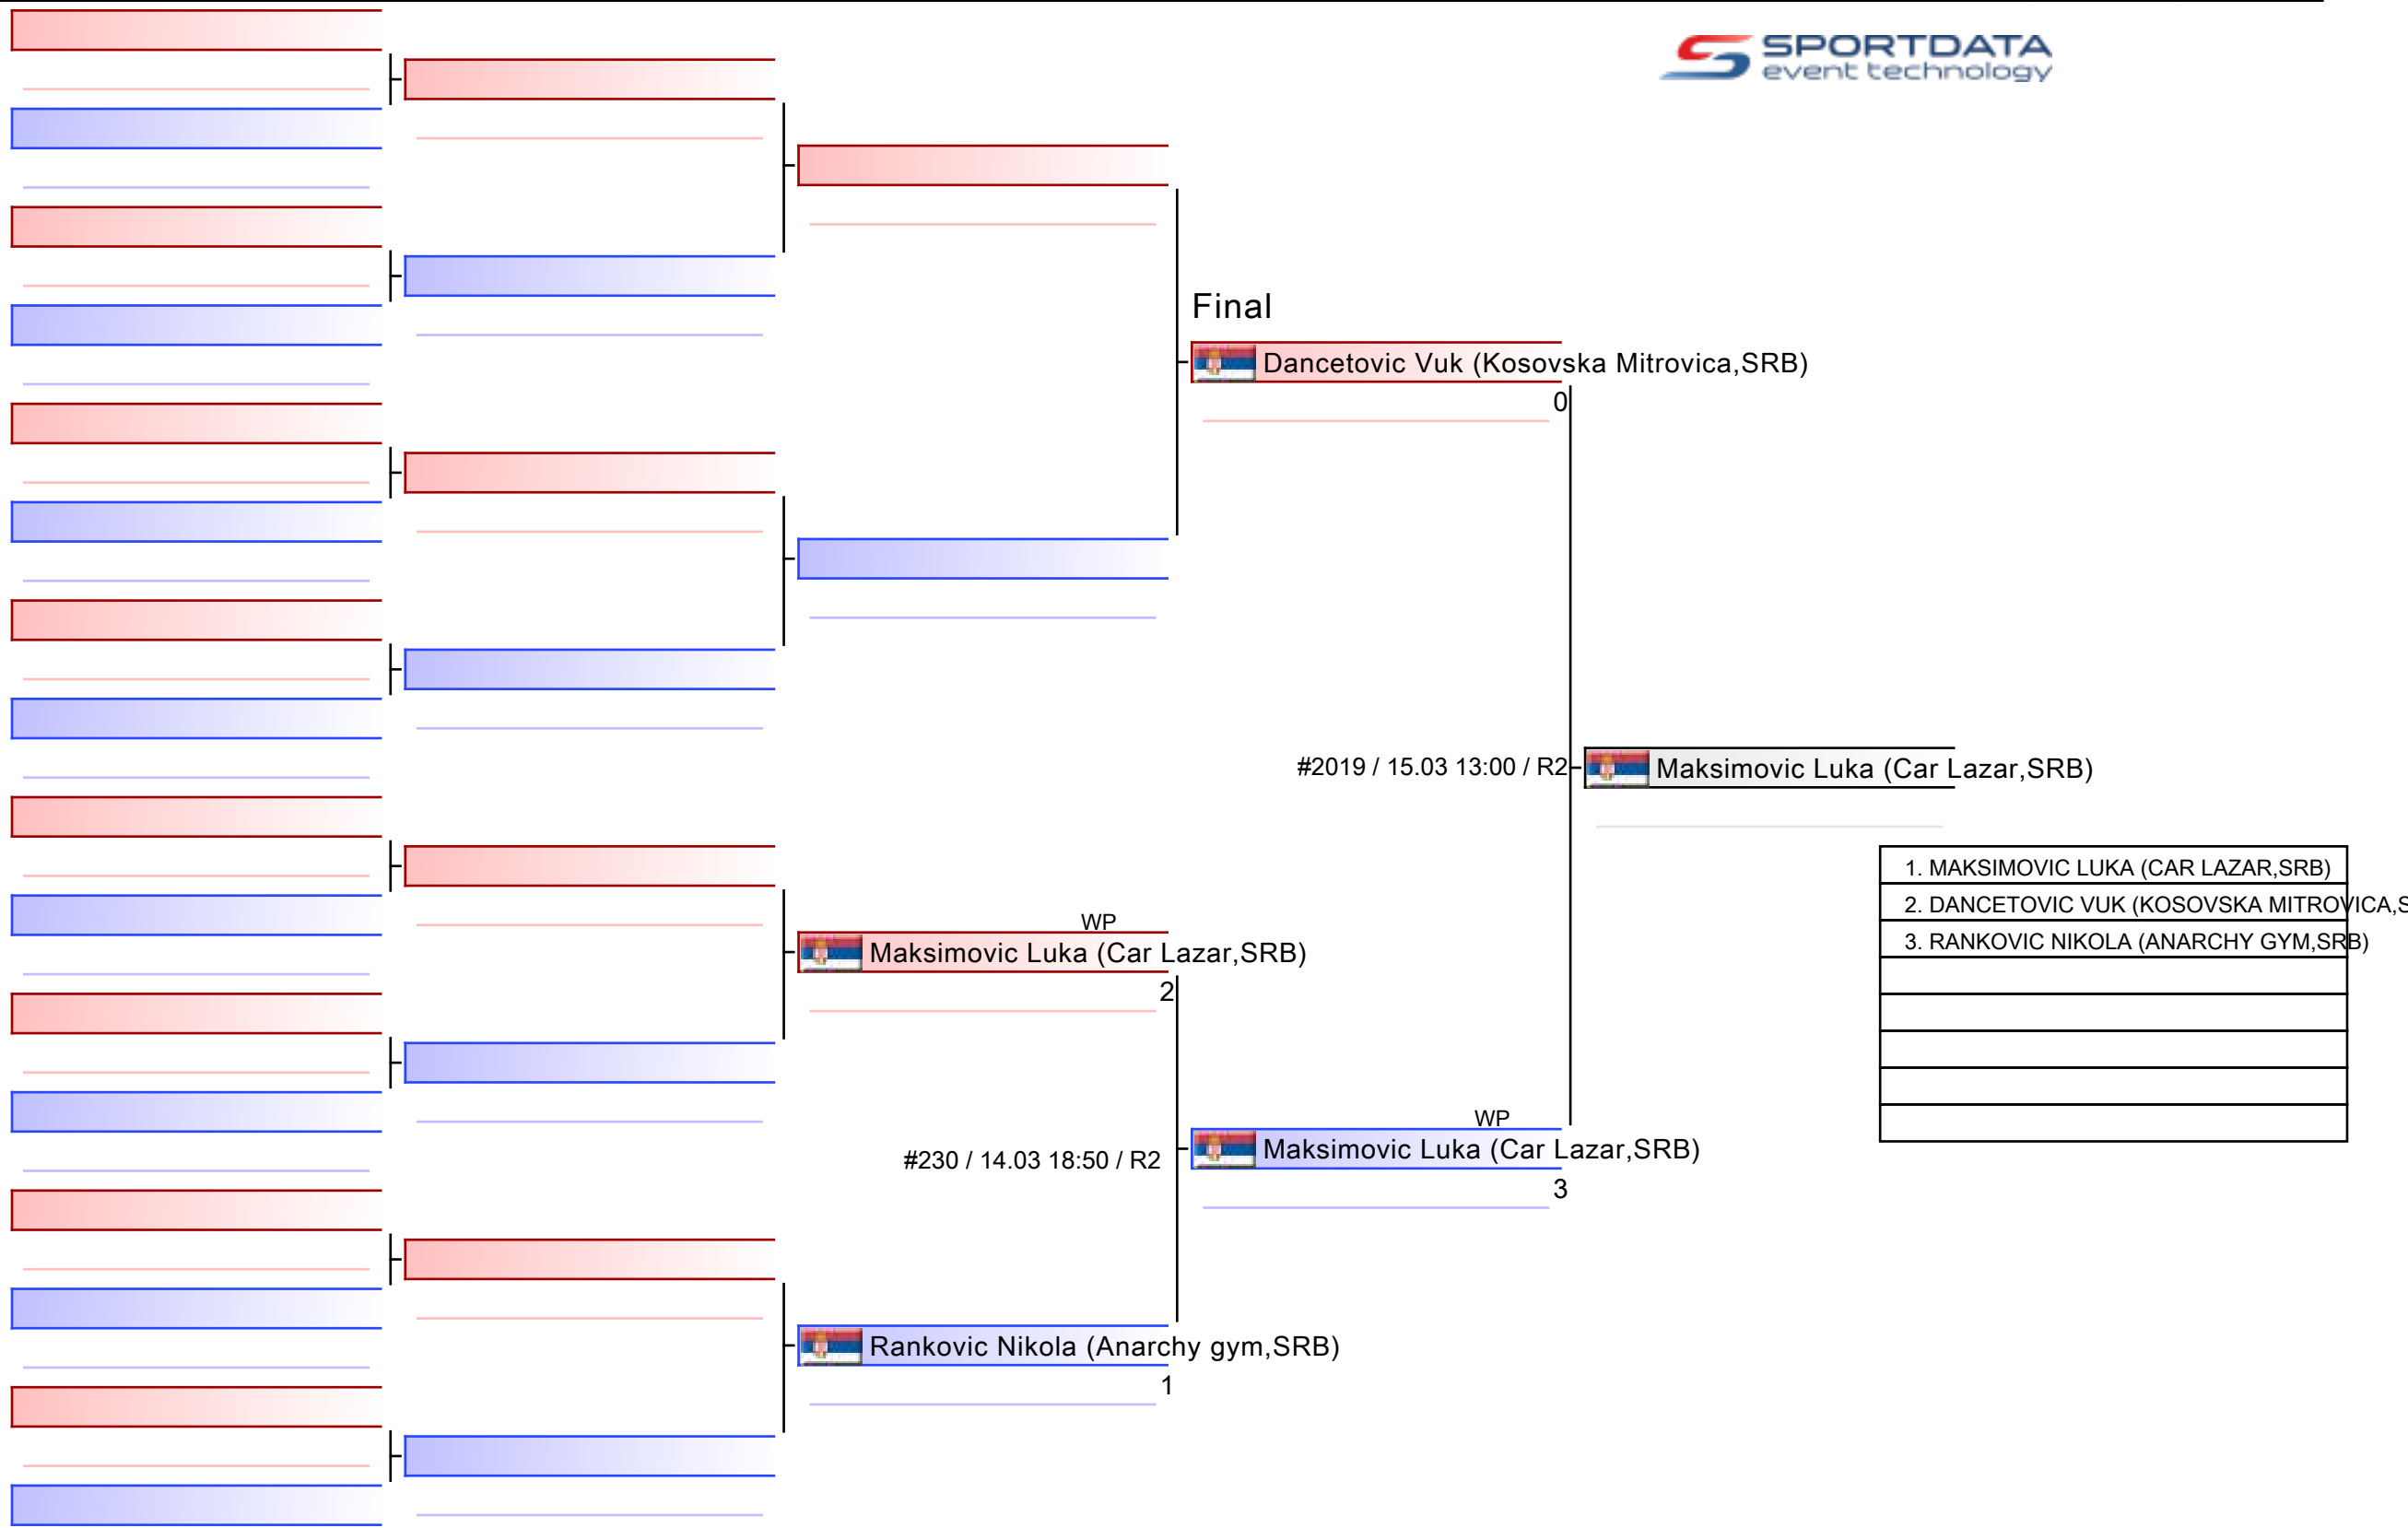 SPORTDATA
event technology
Final
Dancetovic Vuk (Kosovska Mitrovica,SRB)
0
#2019 / 15.03 13:00 / R2
Maksimovic Luka (Car Lazar,SRB)
1. MAKSIMOVIC LUKA (CAR LAZAR,SRB)
2. DANCETOVIC VUK (KOSOVSKA MITROVICA,S
3. RANKOVIC NIKOLA (ANARCHY GYM,SRB)
WP
Maksimovic Luka (Car Lazar,SRB)
2
WP
#230 / 14.03 18:50 / R2
Maksimovic Luka (Car Lazar,SRB)
3
Rankovic Nikola (Anarchy gym,SRB)
1